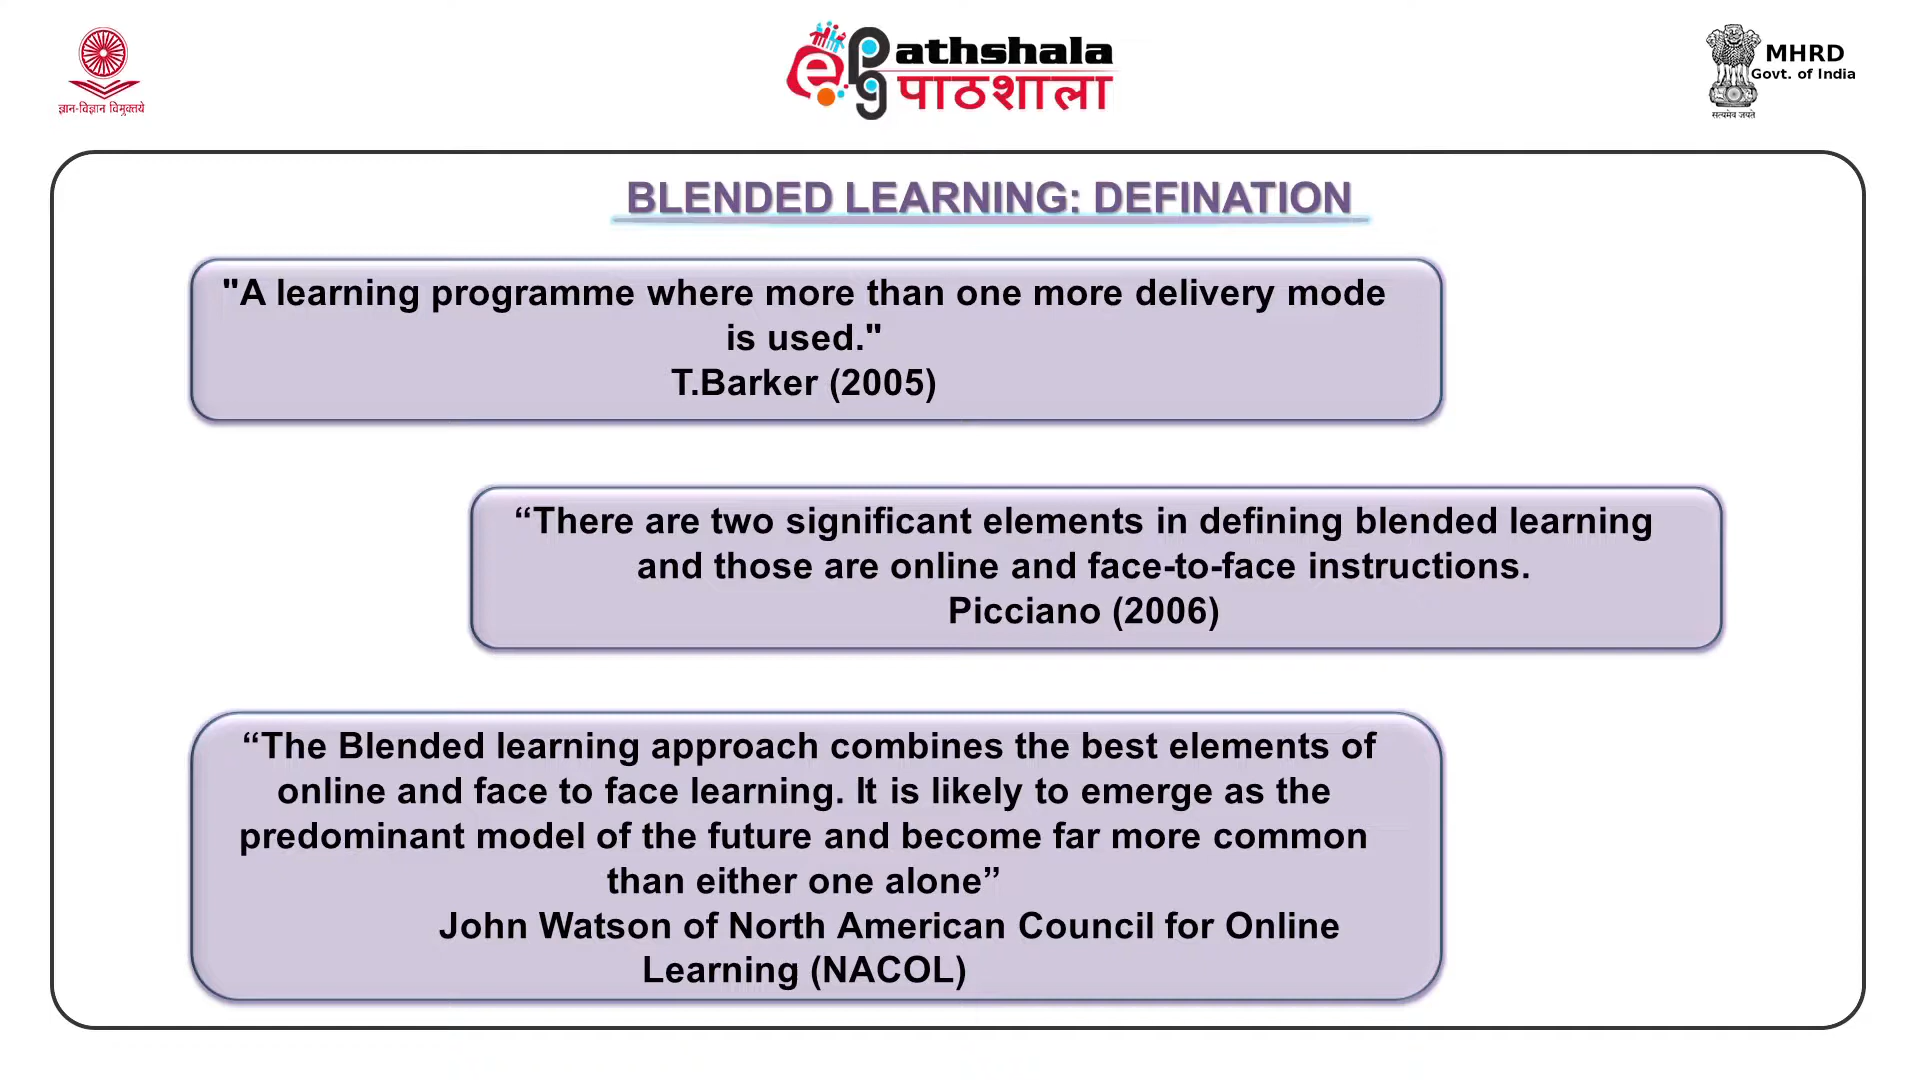 ज्ञान-विज्ञान विमुक्तये
e pg athshala
पाठशाला
MHRD
Govt. of India
सत्यमेव जयते
BLENDED LEARNING: DEFINATION
"A learning programme where more than one more delivery mode
is used."
T.Barker (2005)
“There are two significant elements in defining blended learning
and those are online and face-to-face instructions.
Picciano (2006)
“The Blended learning approach combines the best elements of
online and face to face learning. It is likely to emerge as the
predominant model of the future and become far more common
than either one alone”
John Watson of North American Council for Online
Learning (NACOL)